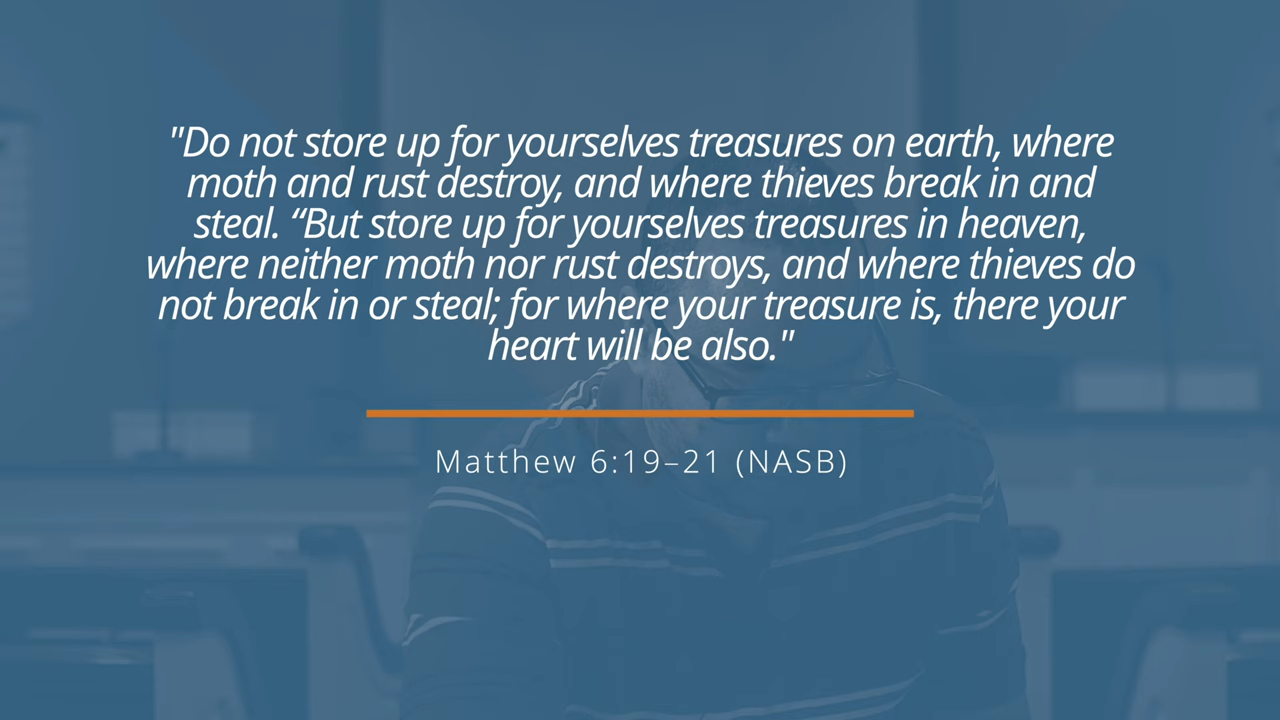 "Do not store up for yourselves treasures on earth, where
moth and rust destroy, and where thieves break in and
steal. “But store up for yourselves treasures in heaven,
where neither moth nor rust destroys, and where thieves do
not break in or steal; for where your treasure is, there your
heart will be also."
Matthew 6:19–21 (NASB)